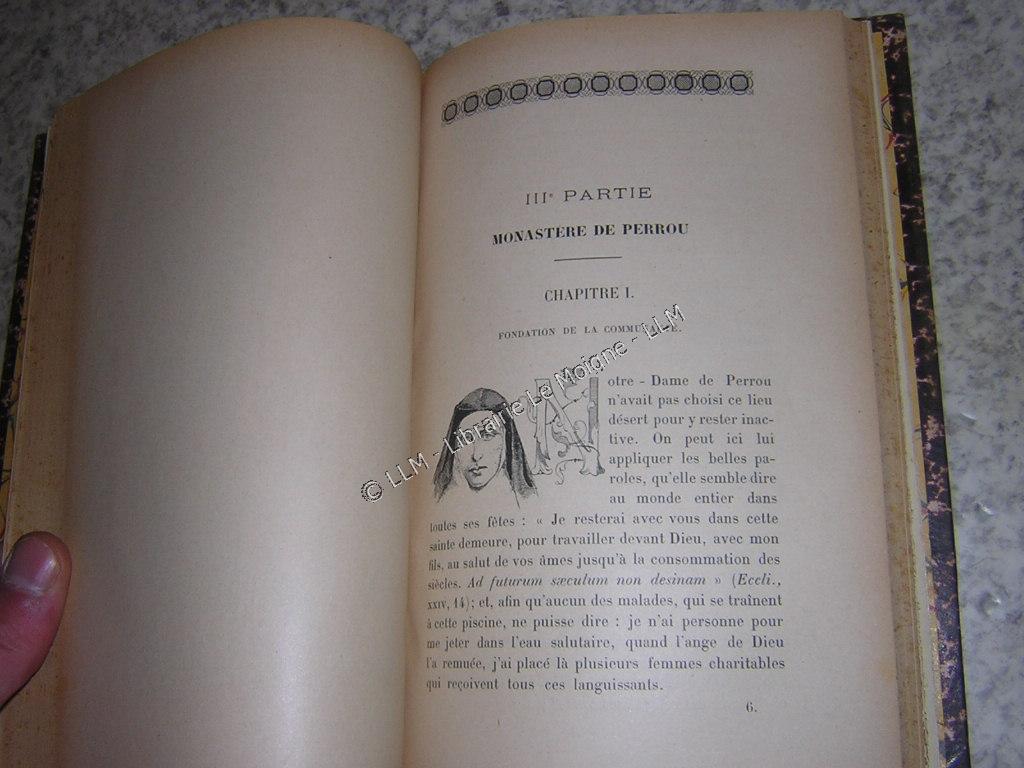 IIIe PARTIE
MONASTERE DE PERROU
CHAPITRE I.
FONDATION DE LA COMMUNAUTÉ.
Notre-Dame de Perrou
n'avait pas choisi ce lieu
désert pour y rester inac-
tive. On peut ici lui
appliquer les belles pa-
roles, qu'elle semble dire
au monde entier dans
toutes ses fêtes : « Je resterai avec vous dans cette
sainte demeure, pour travailler devant Dieu, avec mon
fils, au salut de vos âmes jusqu'à la consommation des
siècles. Ad futurum sæculum non desinam » (Eccli.,
xxiv, 14); et, afin qu'aucun des malades, qui se traînent
à cette piscine, ne puisse dire : je n'ai personne pour
me jeter dans l'eau salutaire, quand l'ange de Dieu
l'a remuée, j'ai placé là plusieurs femmes charitables
qui reçoivent tous ces languissants.
6.
© LLM - Librairie Le Moigne - LLM